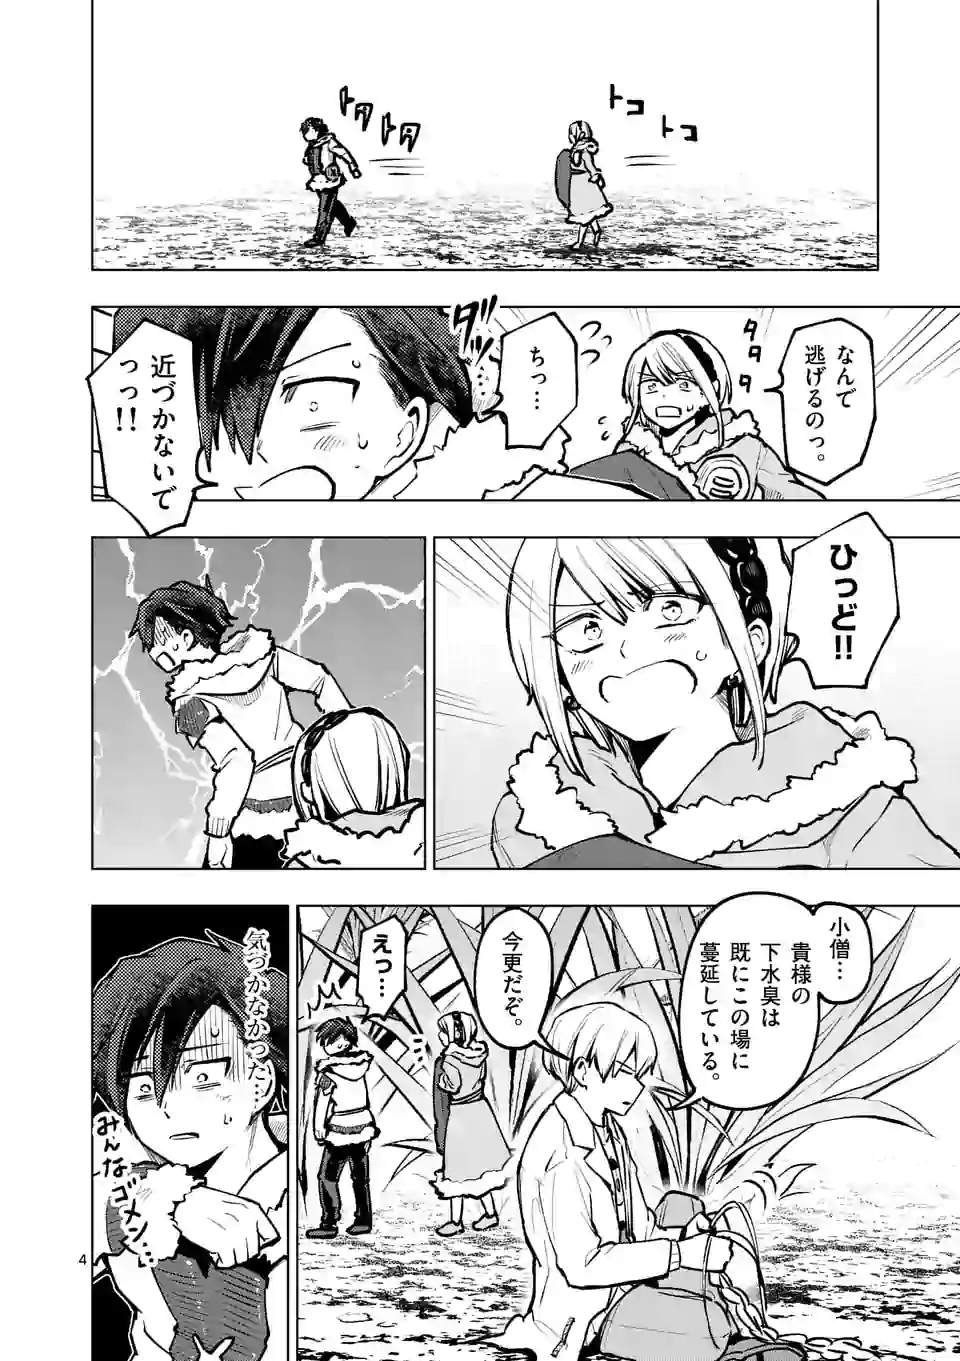 トコ
トコ
トタ
トタ
なんで
逃げるのっ。
タタタ
ちっ…
ダッ
近づかないで
っっ!!
ひっど!!
小僧…
貴様の
下水臭は
既にこの場に
蔓延している。
今更だぞ。
えっ…
気づかなかった…
みんな
ゴメン…
4